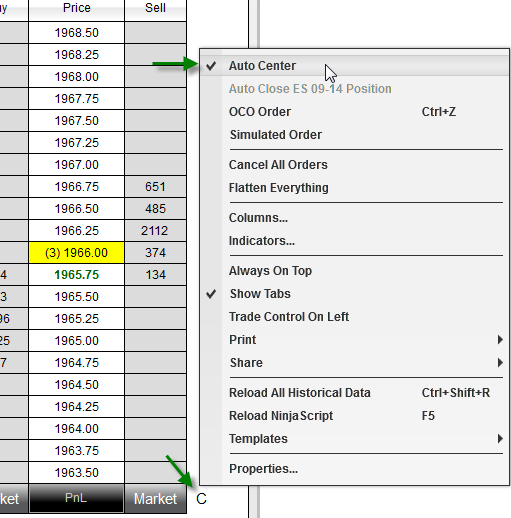 uy Price Sell
1968.50
1968.25
1968.00
1967.75
1967.50
1967.25
1967.00
1966.75 651
1966.50 485
1966.25 2112
(3) 1966.00 374
4 1965.75 134
3 1965.50
96 1965.25
25 1965.00
7 1964.75
1964.50
1964.25
1964.00
1963.75
1963.50
ket PnL Market C
Auto Center
Auto Close ES 09-14 Position
OCO Order Ctrl+Z
Simulated Order
Cancel All Orders
Flatten Everything
Columns...
Indicators...
Always On Top
Show Tabs
Trade Control On Left
Print
Share
Reload All Historical Data Ctrl+Shift+R
Reload NinjaScript F5
Templates
Properties...